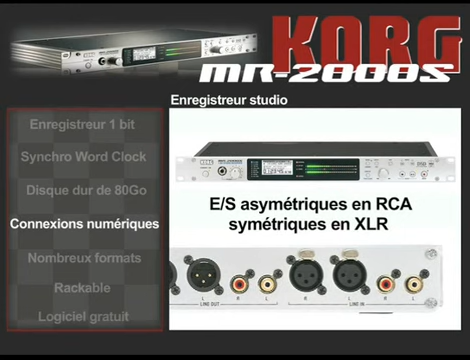 KORG
MR-2000S
Enregistreur studio
Enregistreur 1 bit
Synchro Word Clock
Disque dur de 80Go
Connexions numériques
Nombreux formats
Rackable
Logiciel gratuit
KORG
E/S asymétriques en RCA
symétriques en XLR
L R L R L R L
LINE OUT LINE IN